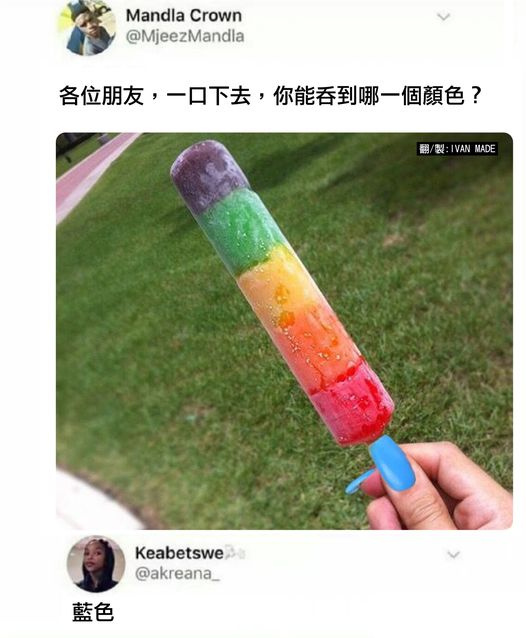 Mandla Crown
@MjeezMandla
各位朋友，一口下去，你能吞到哪一個顏色？
翻/製:IVAN MADE
Keabetswe
@akreana_
藍色